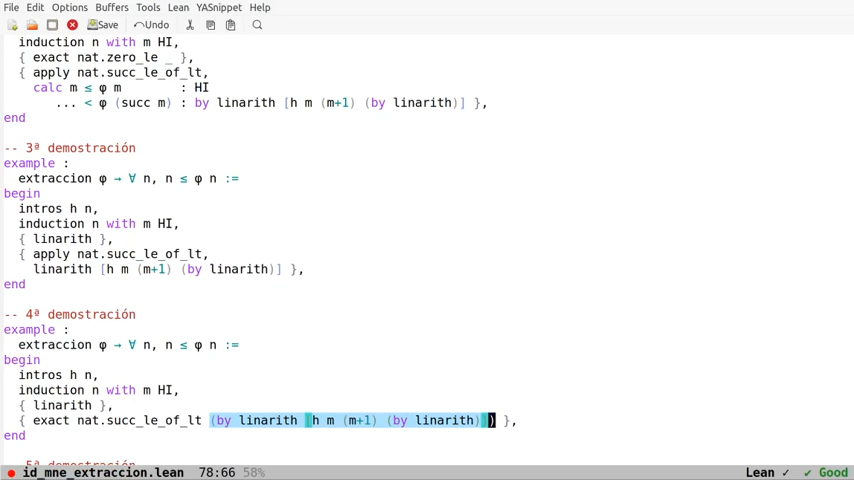 File Edit Options Buffers Tools Lean YASnippet Help
Save Undo
induction n with m HI,
{ exact nat.zero_le _ },
{ apply nat.succ_le_of_lt,
calc m ≤ φ m : HI
... < φ (succ m) : by linarith [h m (m+1) (by linarith)] },
end
-- 3ª demostración
example :
extraccion φ → ∀ n, n ≤ φ n :=
begin
intros h n,
induction n with m HI,
{ linarith },
{ apply nat.succ_le_of_lt,
linarith [h m (m+1) (by linarith)] },
end
-- 4ª demostración
example :
extraccion φ → ∀ n, n ≤ φ n :=
begin
intros h n,
induction n with m HI,
{ linarith },
{ exact nat.succ_le_of_lt (by linarith [h m (m+1) (by linarith)]) },
end
-- 5ª demostración
id_mne_extraccion.lean 78:66 58% Lean ✓ ✓ Good